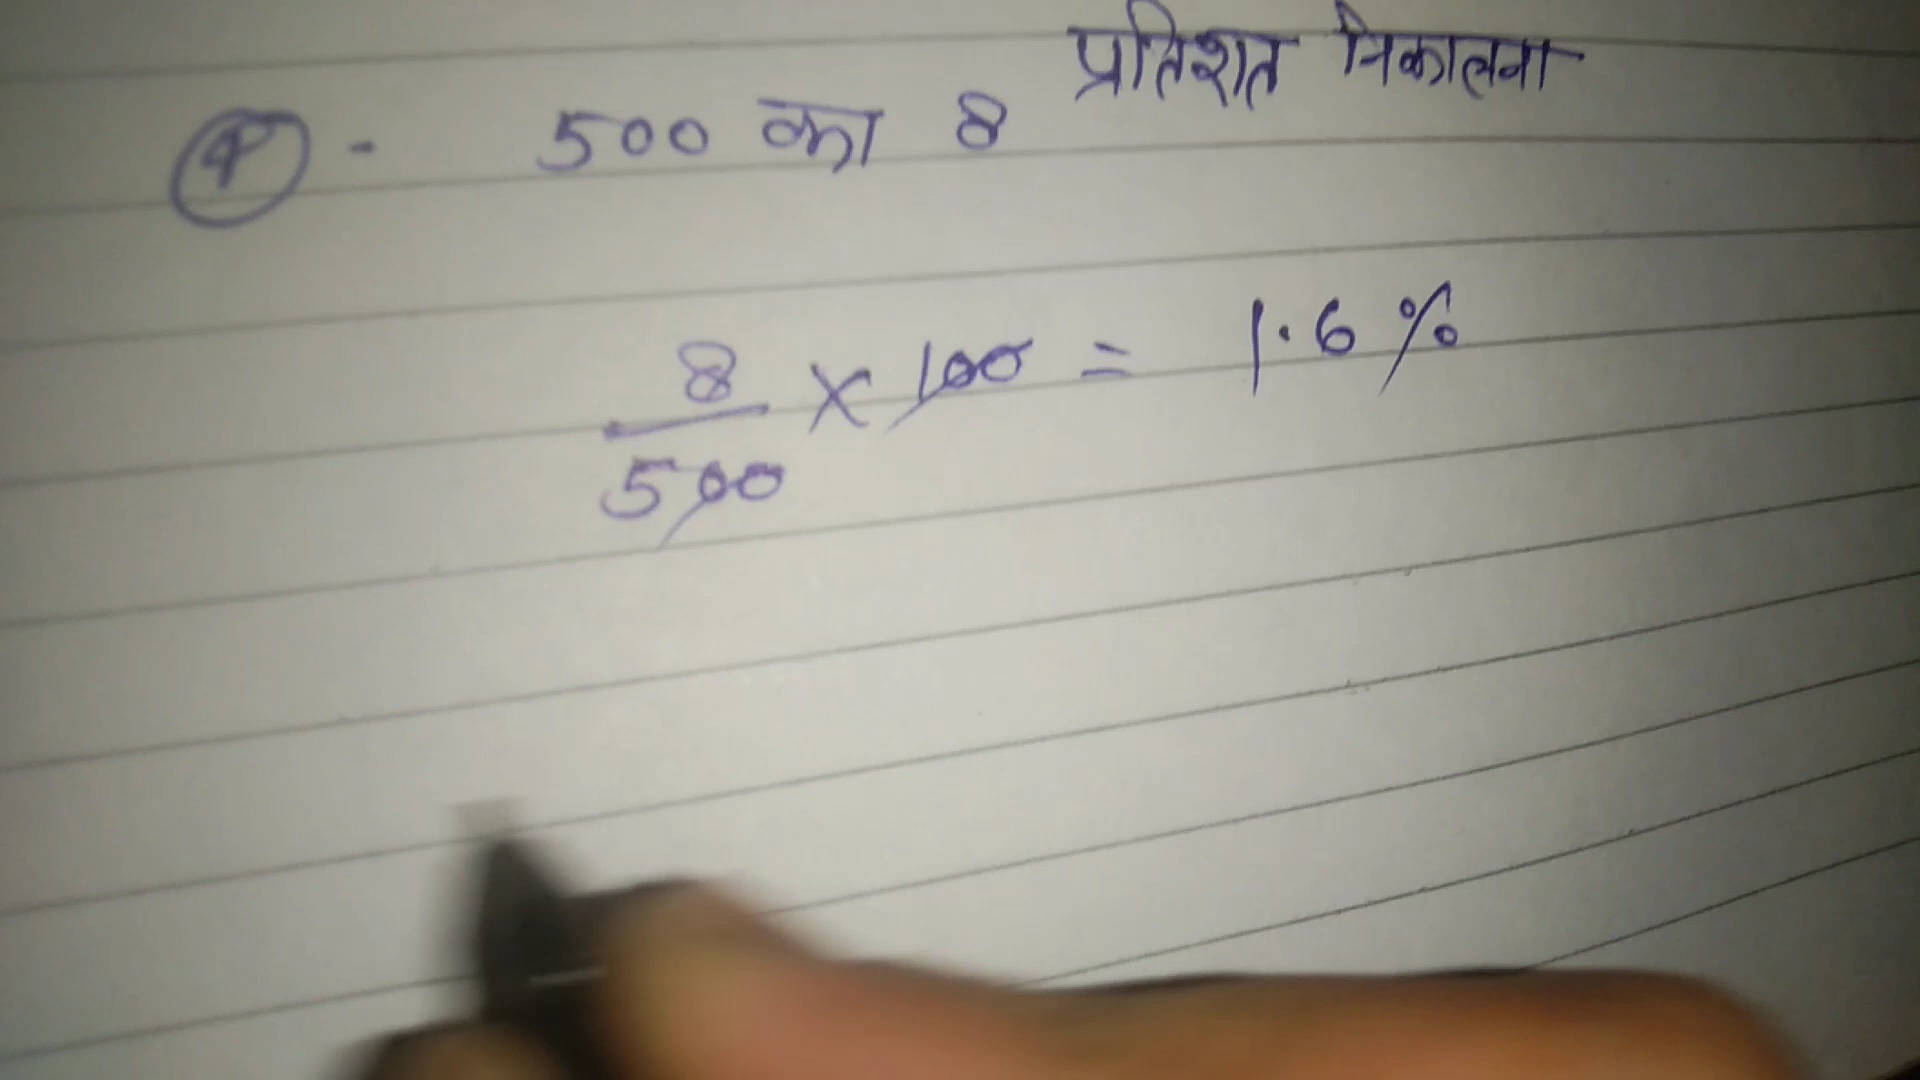 प्रतिशत निकालना
④ - 500 का 8
8/500 × 100 = 1.6 %